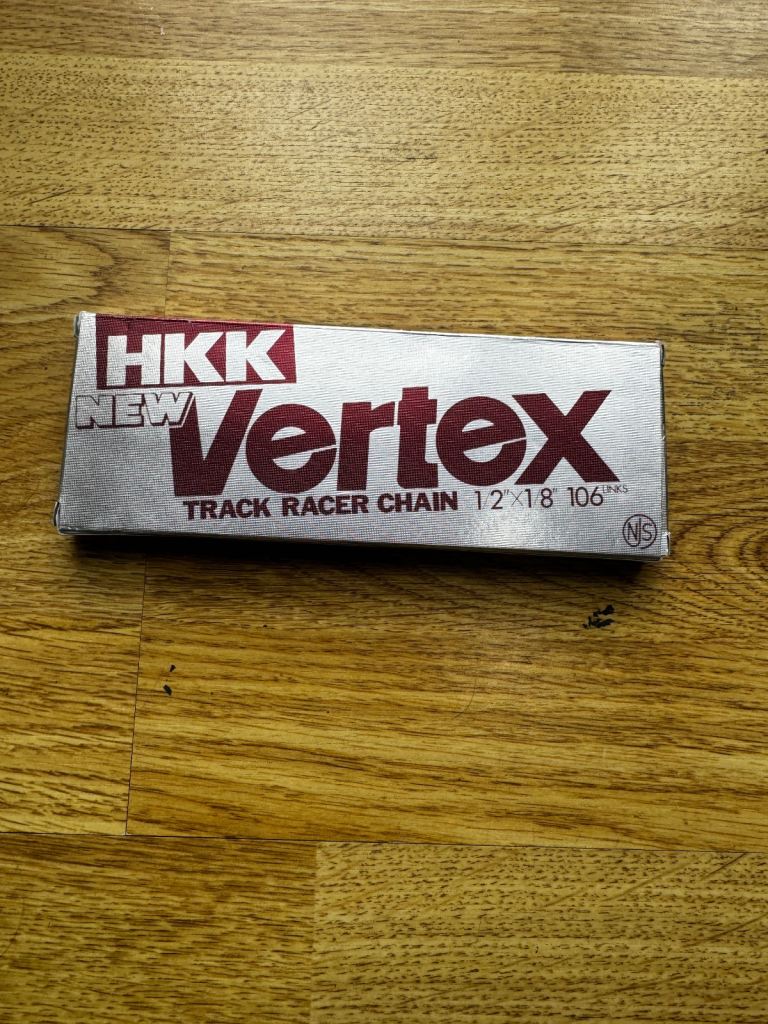 HKK
NEW Vertex
TRACK RACER CHAIN 1 2"×1 8" 106 LINKS
NJS